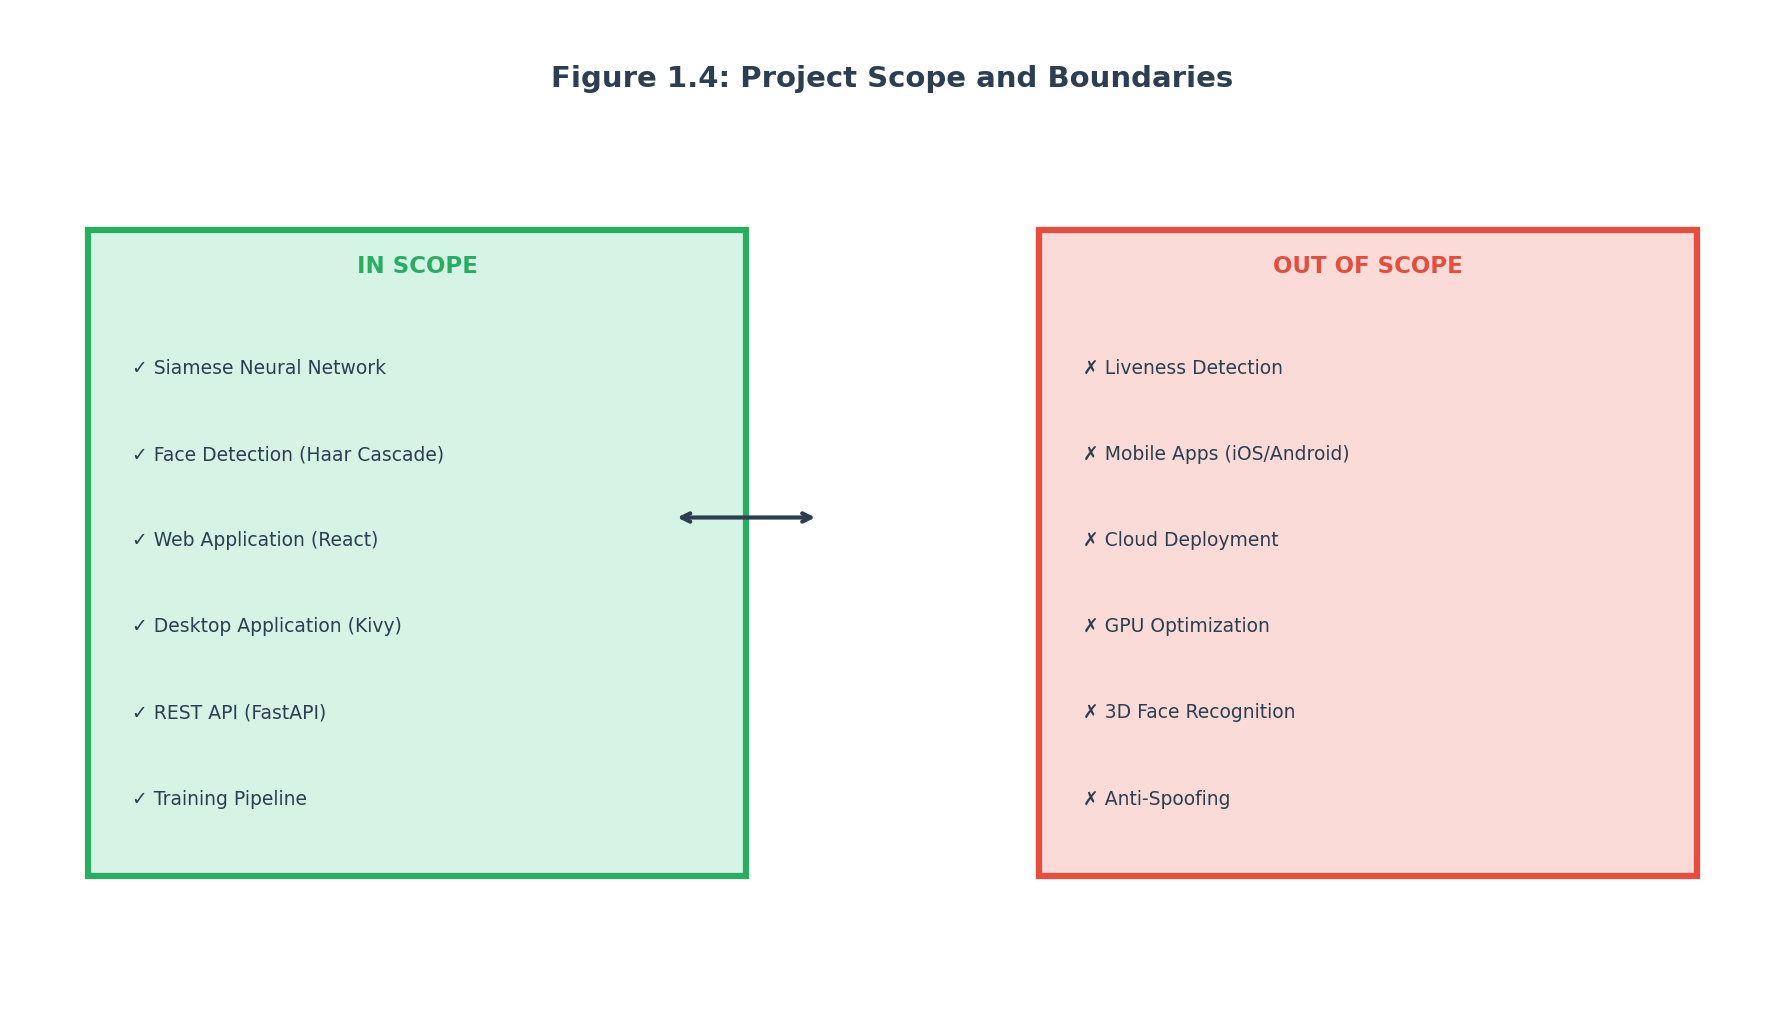 Figure 1.4: Project Scope and Boundaries
IN SCOPE
✓ Siamese Neural Network
✓ Face Detection (Haar Cascade)
✓ Web Application (React)
✓ Desktop Application (Kivy)
✓ REST API (FastAPI)
✓ Training Pipeline
OUT OF SCOPE
✗ Liveness Detection
✗ Mobile Apps (iOS/Android)
✗ Cloud Deployment
✗ GPU Optimization
✗ 3D Face Recognition
✗ Anti-Spoofing